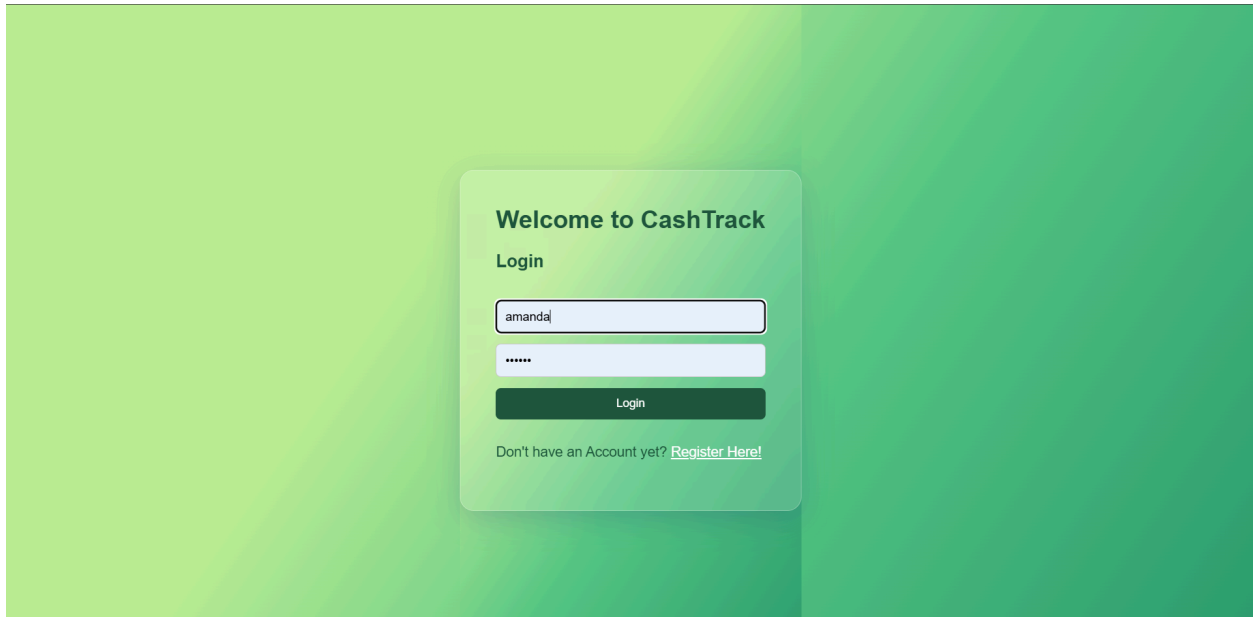 Welcome to CashTrack
Login
amanda
••••••
Login
Don't have an Account yet? Register Here!